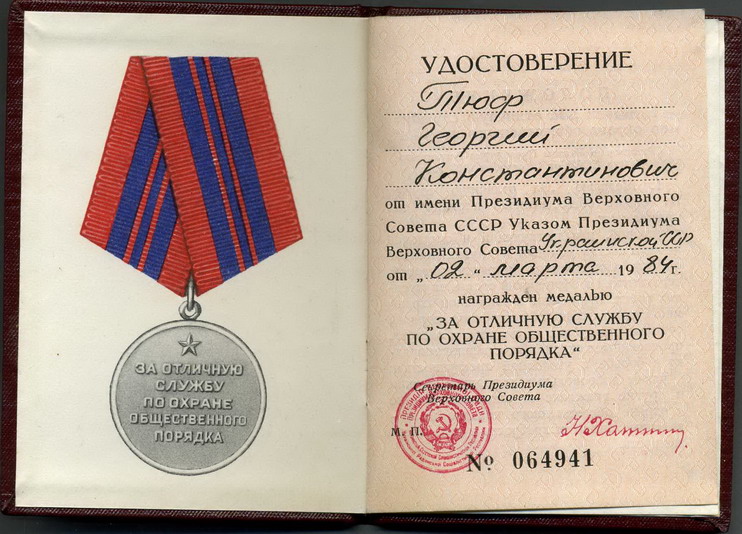 ЗА ОТЛИЧНУЮ
СЛУЖБУ
ПО ОХРАНЕ
ОБЩЕСТВЕННОГО
ПОРЯДКА
УДОСТОВЕРЕНИЕ
Тюф
Георгий
Константинович
от имени Президиума Верховного
Совета СССР Указом Президиума
Верховного Совета Украинской ССР
от „02“ марта 1984г.
награжден медалью
„ЗА ОТЛИЧНУЮ СЛУЖБУ
ПО ОХРАНЕ ОБЩЕСТВЕННОГО
ПОРЯДКА“
Секретарь Президиума
Верховного Совета
М. П.
№ 064941